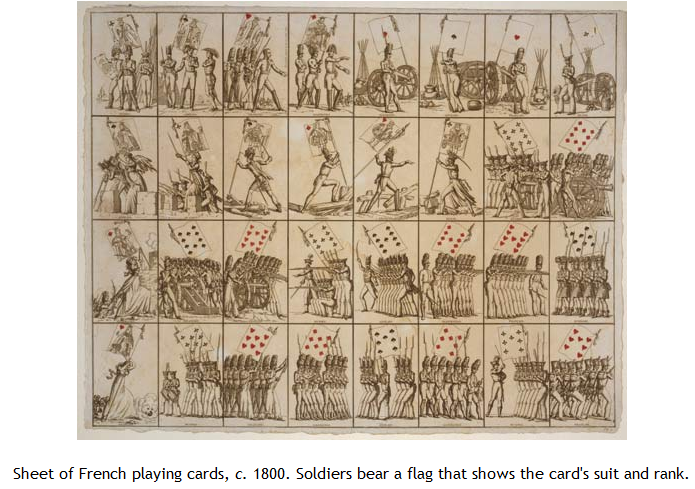 Sheet of French playing cards, c. 1800. Soldiers bear a flag that shows the card's suit and rank.